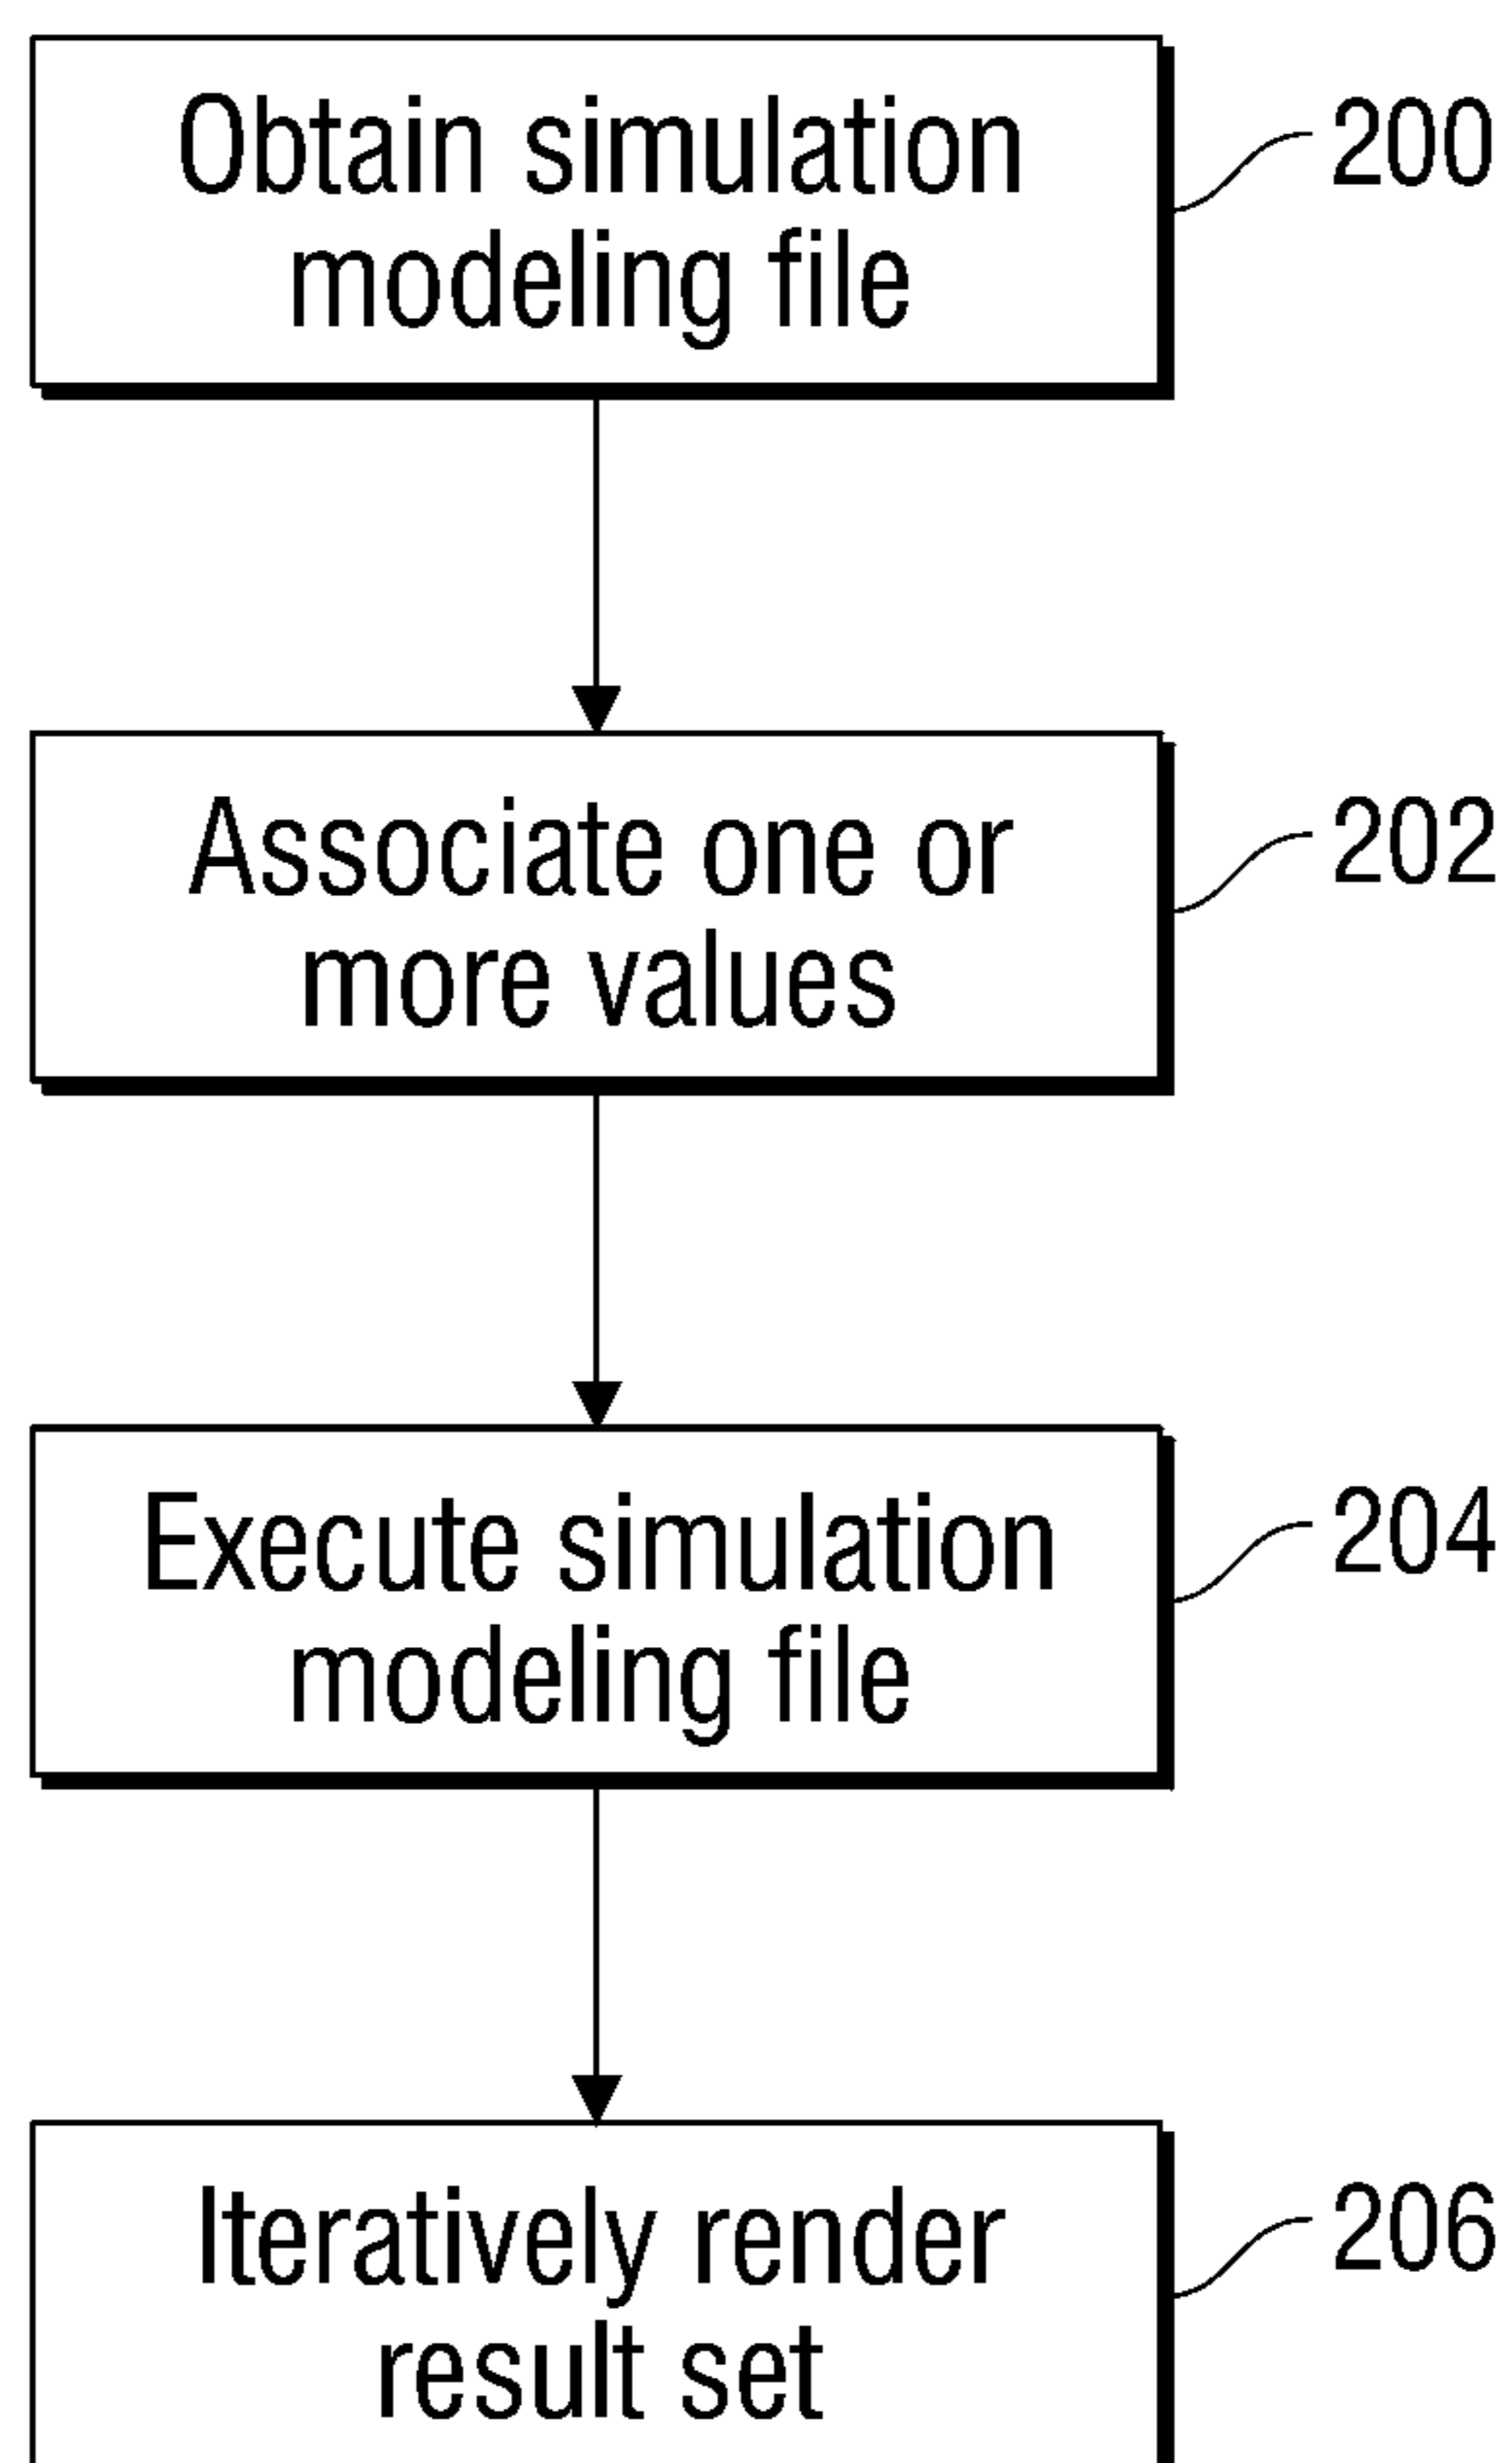 Obtain simulation
modeling file
200
Associate one or
more values
202
Execute simulation
modeling file
204
Iteratively render
result set
206